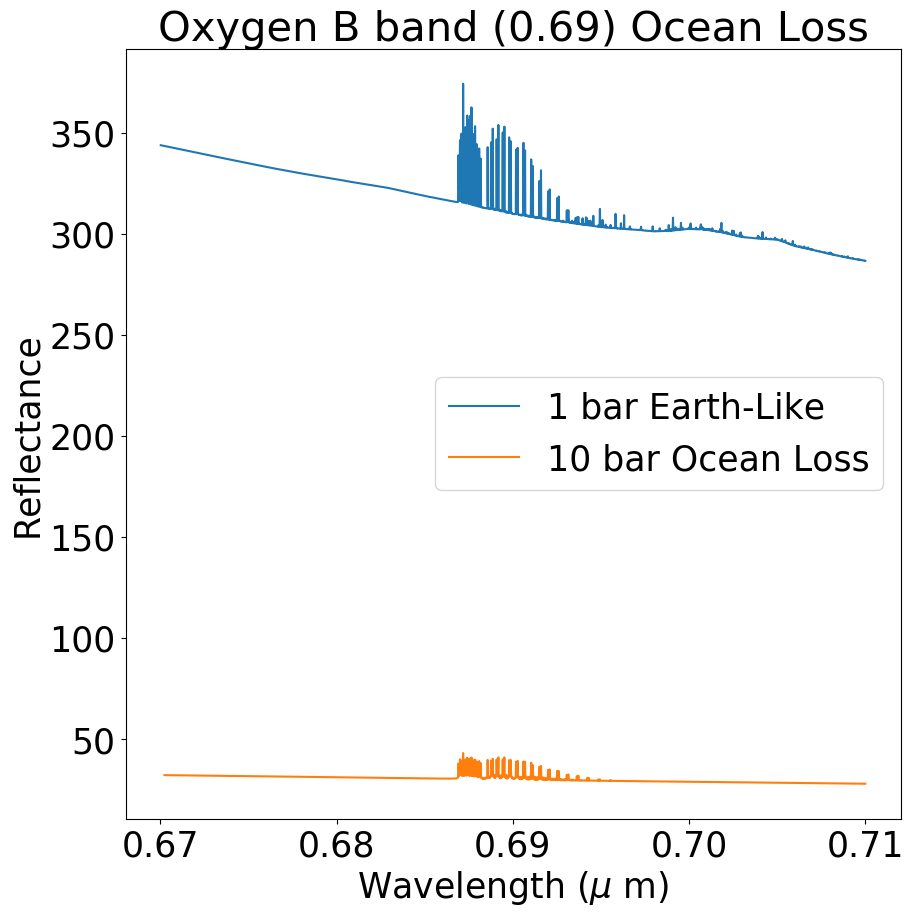 Oxygen B band (0.69) Ocean Loss
Reflectance
350
300
250
200
150
100
50
1 bar Earth-Like
10 bar Ocean Loss
0.67 0.68 0.69 0.70 0.71
Wavelength (μ m)